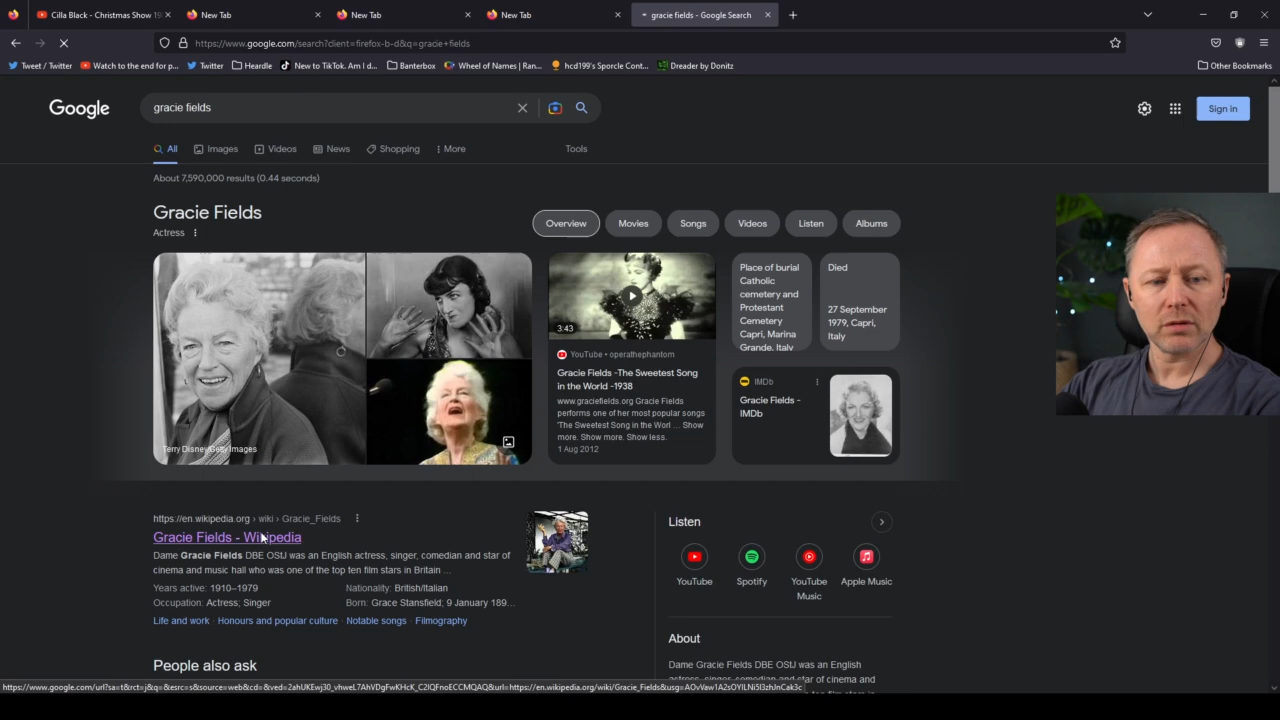 Cilla Black - Christmas Show 19
New Tab
New Tab
New Tab
gracie fields - Google Search
https://www.google.com/search?client=firefox-b-d&q=gracie+fields
Tweet / Twitter
Watch to the end for p...
Twitter
Heardle
New to TikTok. Am I d...
Banterbox
Wheel of Names | Ran...
hcd199's Sporcle Cont...
Dreader by Donitz
Other Bookmarks
Google
gracie fields
Sign in
All
Images
Videos
News
Shopping
More
Tools
About 7,590,000 results (0.44 seconds)
Gracie Fields
Actress
Overview
Movies
Songs
Videos
Listen
Albums
Terry Disney/Getty Images
3:43
YouTube • operathephantom
Gracie Fields -The Sweetest Song
in the World -1938
www.graciefields.org Gracie Fields
performs one of her most popular songs
'The Sweetest Song in the Worl ... Show
more. Show more. Show less.
1 Aug 2012
Place of burial
Catholic
cemetery and
Protestant
Cemetery
Capri, Marina
Grande, Italy
Died
27 September
1979, Capri,
Italy
IMDb
Gracie Fields -
IMDb
https://en.wikipedia.org › wiki › Gracie_Fields
Gracie Fields - Wikipedia
Dame Gracie Fields DBE OStJ was an English actress, singer, comedian and star of
cinema and music hall who was one of the top ten film stars in Britain ...
Years active: 1910–1979
Nationality: British/Italian
Occupation: Actress; Singer
Born: Grace Stansfield; 9 January 189...
Life and work · Honours and popular culture · Notable songs · Filmography
People also ask
Listen
YouTube
Spotify
YouTube
Music
Apple Music
About
Dame Gracie Fields DBE OStJ was an English
actress, singer, comedian and star of cinema and